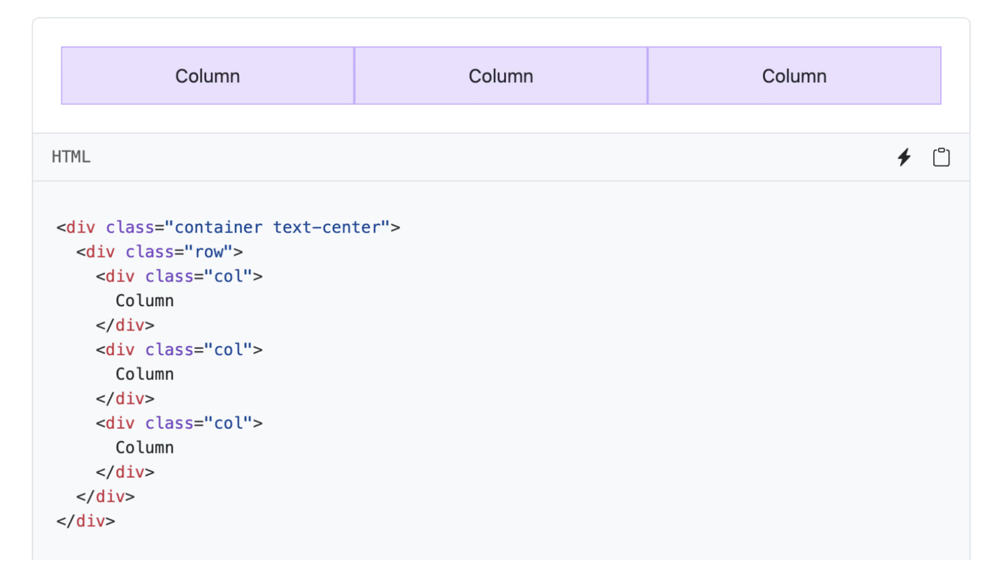 Column Column Column
HTML
<div class="container text-center">
  <div class="row">
    <div class="col">
      Column
    </div>
    <div class="col">
      Column
    </div>
    <div class="col">
      Column
    </div>
  </div>
</div>